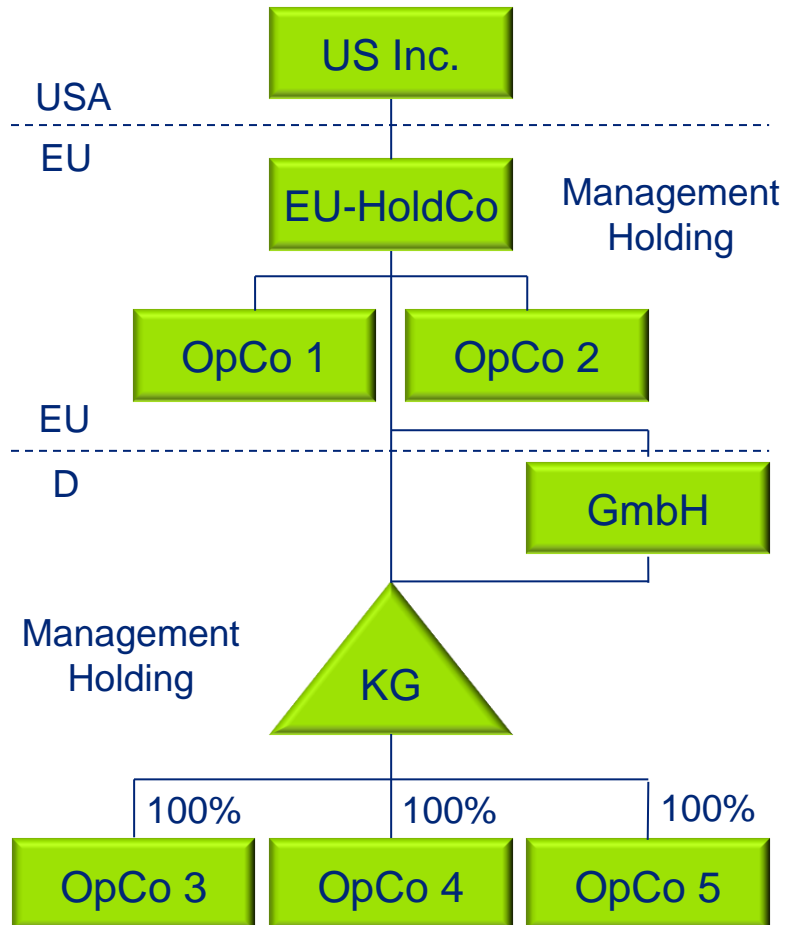 US Inc.
USA
EU
EU-HoldCo
Management
Holding
OpCo 1
OpCo 2
EU
D
GmbH
Management
Holding
KG
100%
100%
100%
OpCo 3
OpCo 4
OpCo 5